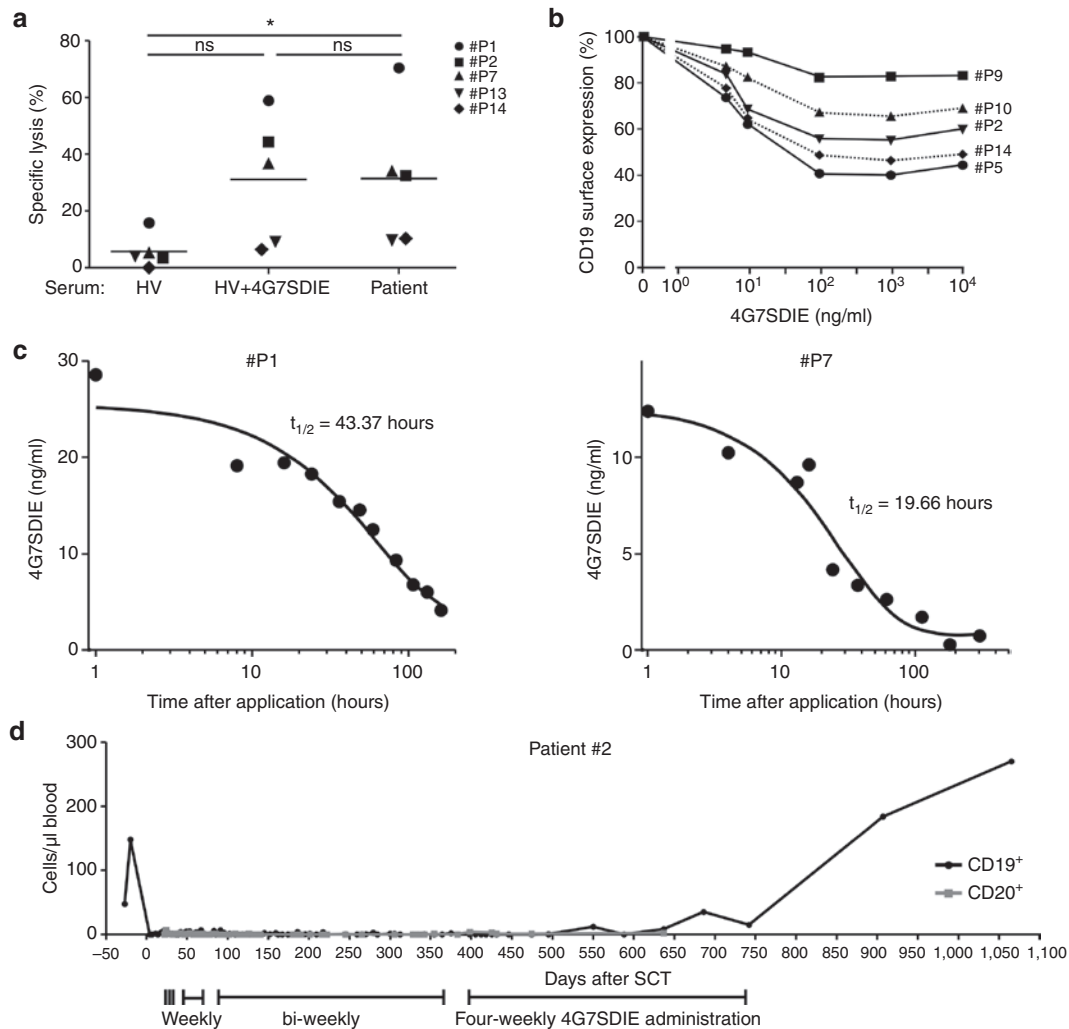 a
*
ns ns
#P1
#P2
#P7
#P13
#P14
80
60
40
20
0
Specific lysis (%)
Serum: HV HV+4G7SDIE Patient
b
100
80
60
40
20
0
CD19 surface expression (%)
#P9
#P10
#P2
#P14
#P5
0 10⁰ 10¹ 10² 10³ 10⁴
4G7SDIE (ng/ml)
c
#P1
30
20
10
0
4G7SDIE (ng/ml)
t1/2 = 43.37 hours
1 10 100
Time after application (hours)
#P7
10
5
0
4G7SDIE (ng/ml)
t1/2 = 19.66 hours
1 10 100
Time after application (hours)
d
Patient #2
300
200
100
0
Cells/µl blood
CD19⁺
CD20⁺
−50 0 50 100 150 200 250 300 350 400 450 500 550 600 650 700 750 800 850 900 950 1,000 1,050 1,100
Days after SCT
Weekly bi-weekly Four-weekly 4G7SDIE administration